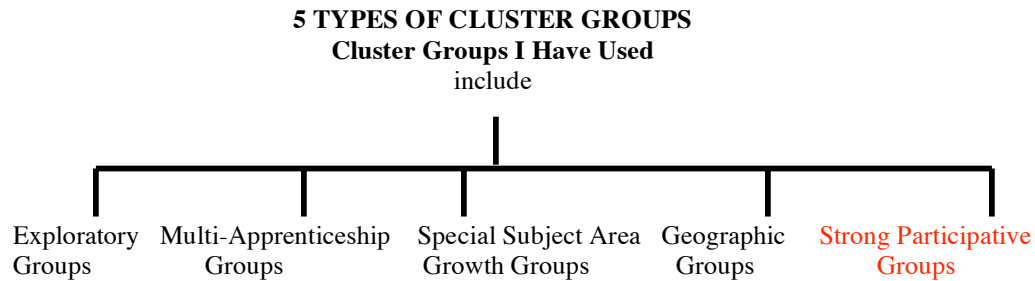 5 TYPES OF CLUSTER GROUPS
Cluster Groups I Have Used
include
Exploratory Groups
Multi-Apprenticeship Groups
Special Subject Area Growth Groups
Geographic Groups
Strong Participative Groups